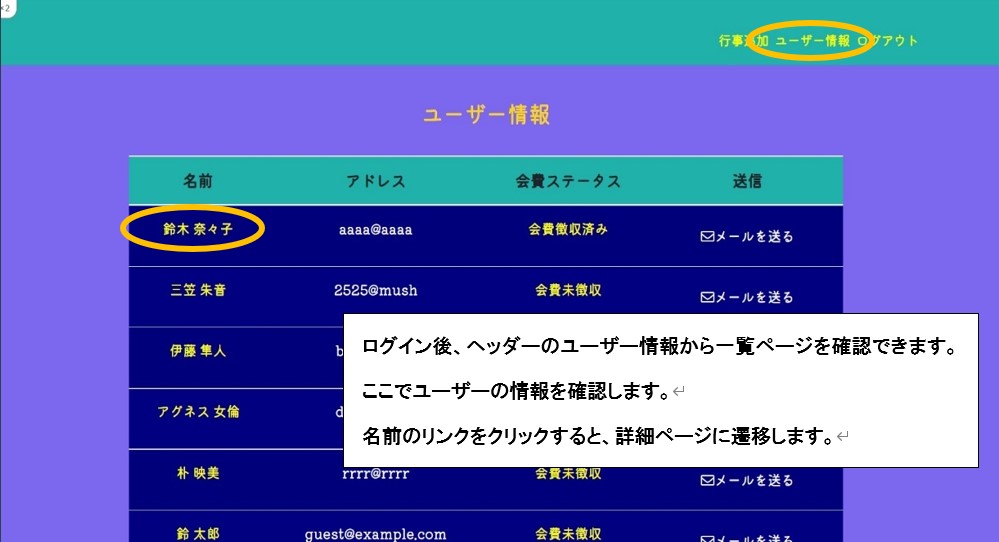 ×2
行事追加 ユーザー情報 ログアウト
ユーザー情報
名前 アドレス 会費ステータス 送信
鈴木 奈々子 aaaa@aaaa 会費徴収済み メールを送る
三笠 朱音 2525@mush 会費未徴収 メールを送る
伊藤 隼人 b
アグネス 女倫 d
ログイン後、ヘッダーのユーザー情報から一覧ページを確認できます。
ここでユーザーの情報を確認します。↵
名前のリンクをクリックすると、詳細ページに遷移します。↵
朴 映美 rrrr@rrrr 会費未徴収 メールを送る
鈴 太郎 guest@example.com 会費未徴収 メールを送る